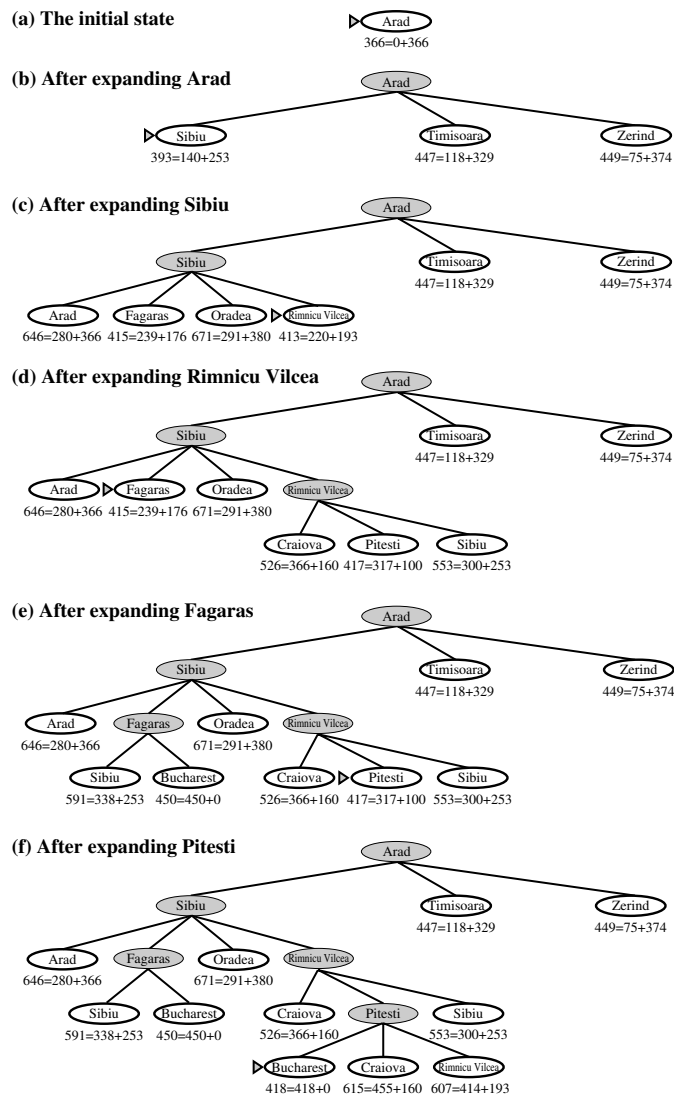 (a) The initial state
Arad
366=0+366
(b) After expanding Arad
Arad
Sibiu Timisoara Zerind
393=140+253 447=118+329 449=75+374
(c) After expanding Sibiu
Arad
Sibiu Timisoara Zerind
447=118+329 449=75+374
Arad Fagaras Oradea Rimnicu Vilcea
646=280+366 415=239+176 671=291+380 413=220+193
(d) After expanding Rimnicu Vilcea
Arad
Sibiu Timisoara Zerind
447=118+329 449=75+374
Arad Fagaras Oradea Rimnicu Vilcea
646=280+366 415=239+176 671=291+380
Craiova Pitesti Sibiu
526=366+160 417=317+100 553=300+253
(e) After expanding Fagaras
Arad
Sibiu Timisoara Zerind
447=118+329 449=75+374
Arad Fagaras Oradea Rimnicu Vilcea
646=280+366 671=291+380
Sibiu Bucharest Craiova Pitesti Sibiu
591=338+253 450=450+0 526=366+160 417=317+100 553=300+253
(f) After expanding Pitesti
Arad
Sibiu Timisoara Zerind
447=118+329 449=75+374
Arad Fagaras Oradea Rimnicu Vilcea
646=280+366 671=291+380
Sibiu Bucharest Craiova Pitesti Sibiu
591=338+253 450=450+0 526=366+160 553=300+253
Bucharest Craiova Rimnicu Vilcea
418=418+0 615=455+160 607=414+193